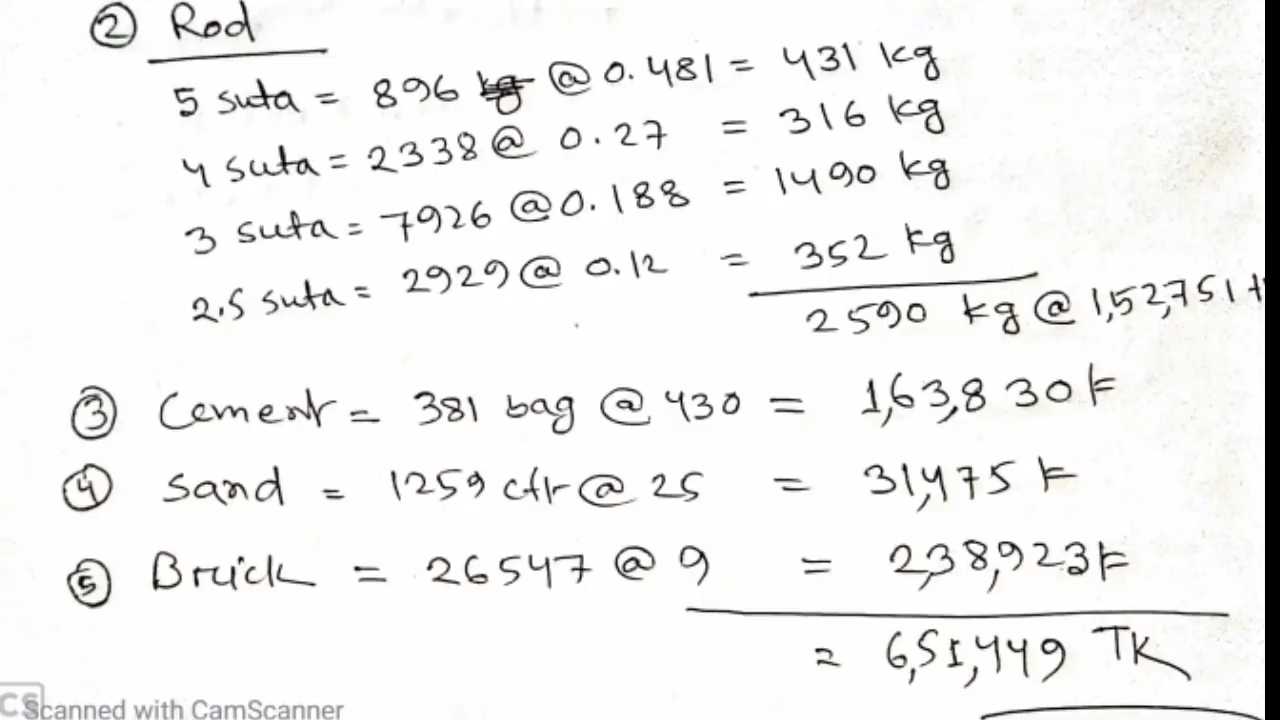 ② Rod
5 suta = 896 kg @ 0.481 = 431 kg
4 suta = 2338 @ 0.27 = 316 kg
3 suta = 7926 @ 0.188 = 1490 kg
2.5 suta = 2929 @ 0.12 = 352 kg
2590 kg @ 1,52,751 t
③ Cement = 381 bag @ 430 = 1,63,830 F
④ Sand = 1259 cft @ 25 = 31,475 F
⑤ Brick = 26547 @ 9 = 2,38,923 F
= 6,51,449 TK
CS Scanned with CamScanner